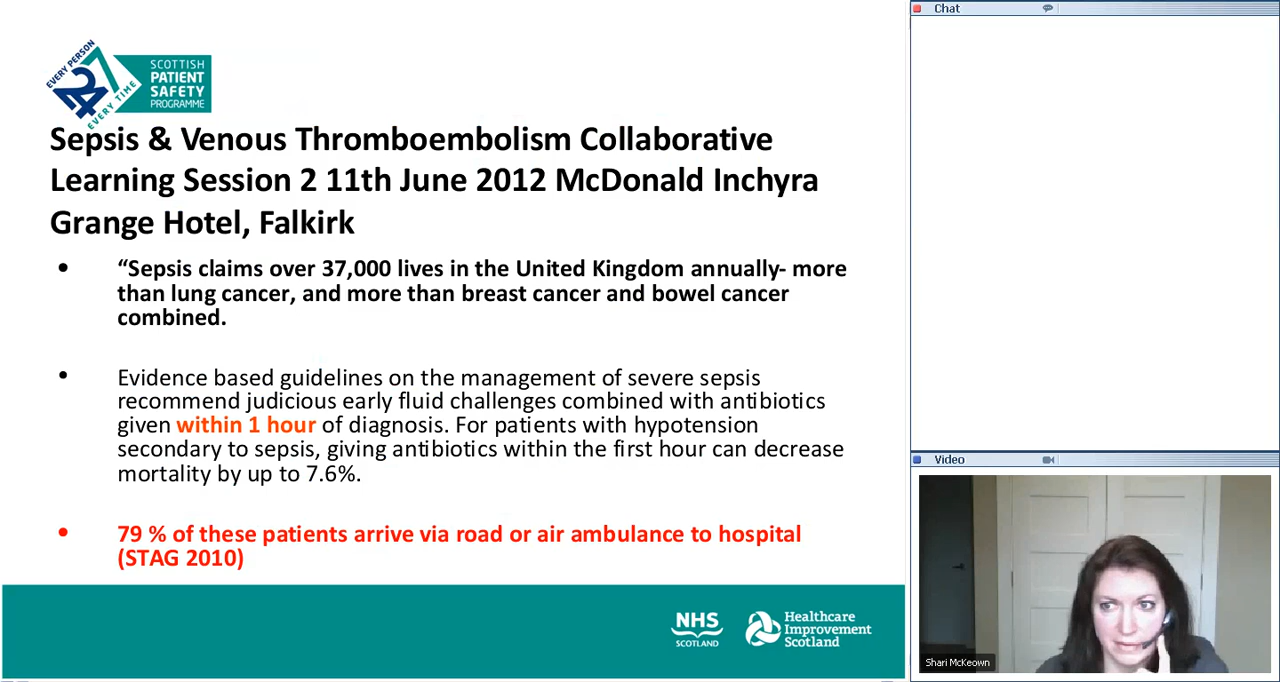 EVERY PERSON
24
7
EVERY TIME
SCOTTISH
PATIENT
SAFETY
PROGRAMME
Sepsis & Venous Thromboembolism Collaborative
Learning Session 2 11th June 2012 McDonald Inchyra
Grange Hotel, Falkirk
• “Sepsis claims over 37,000 lives in the United Kingdom annually- more
than lung cancer, and more than breast cancer and bowel cancer
combined.
• Evidence based guidelines on the management of severe sepsis
recommend judicious early fluid challenges combined with antibiotics
given within 1 hour of diagnosis. For patients with hypotension
secondary to sepsis, giving antibiotics within the first hour can decrease
mortality by up to 7.6%.
• 79 % of these patients arrive via road or air ambulance to hospital
(STAG 2010)
NHS
SCOTLAND
Healthcare
Improvement
Scotland
Chat
Video
Shari McKeown